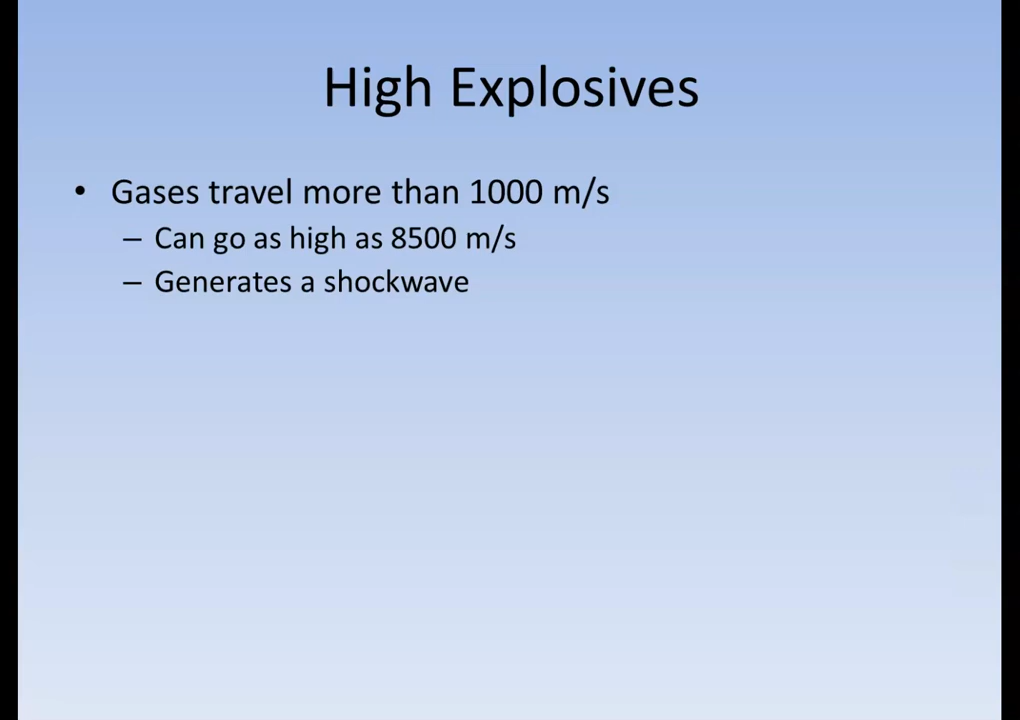 High Explosives
• Gases travel more than 1000 m/s
– Can go as high as 8500 m/s
– Generates a shockwave